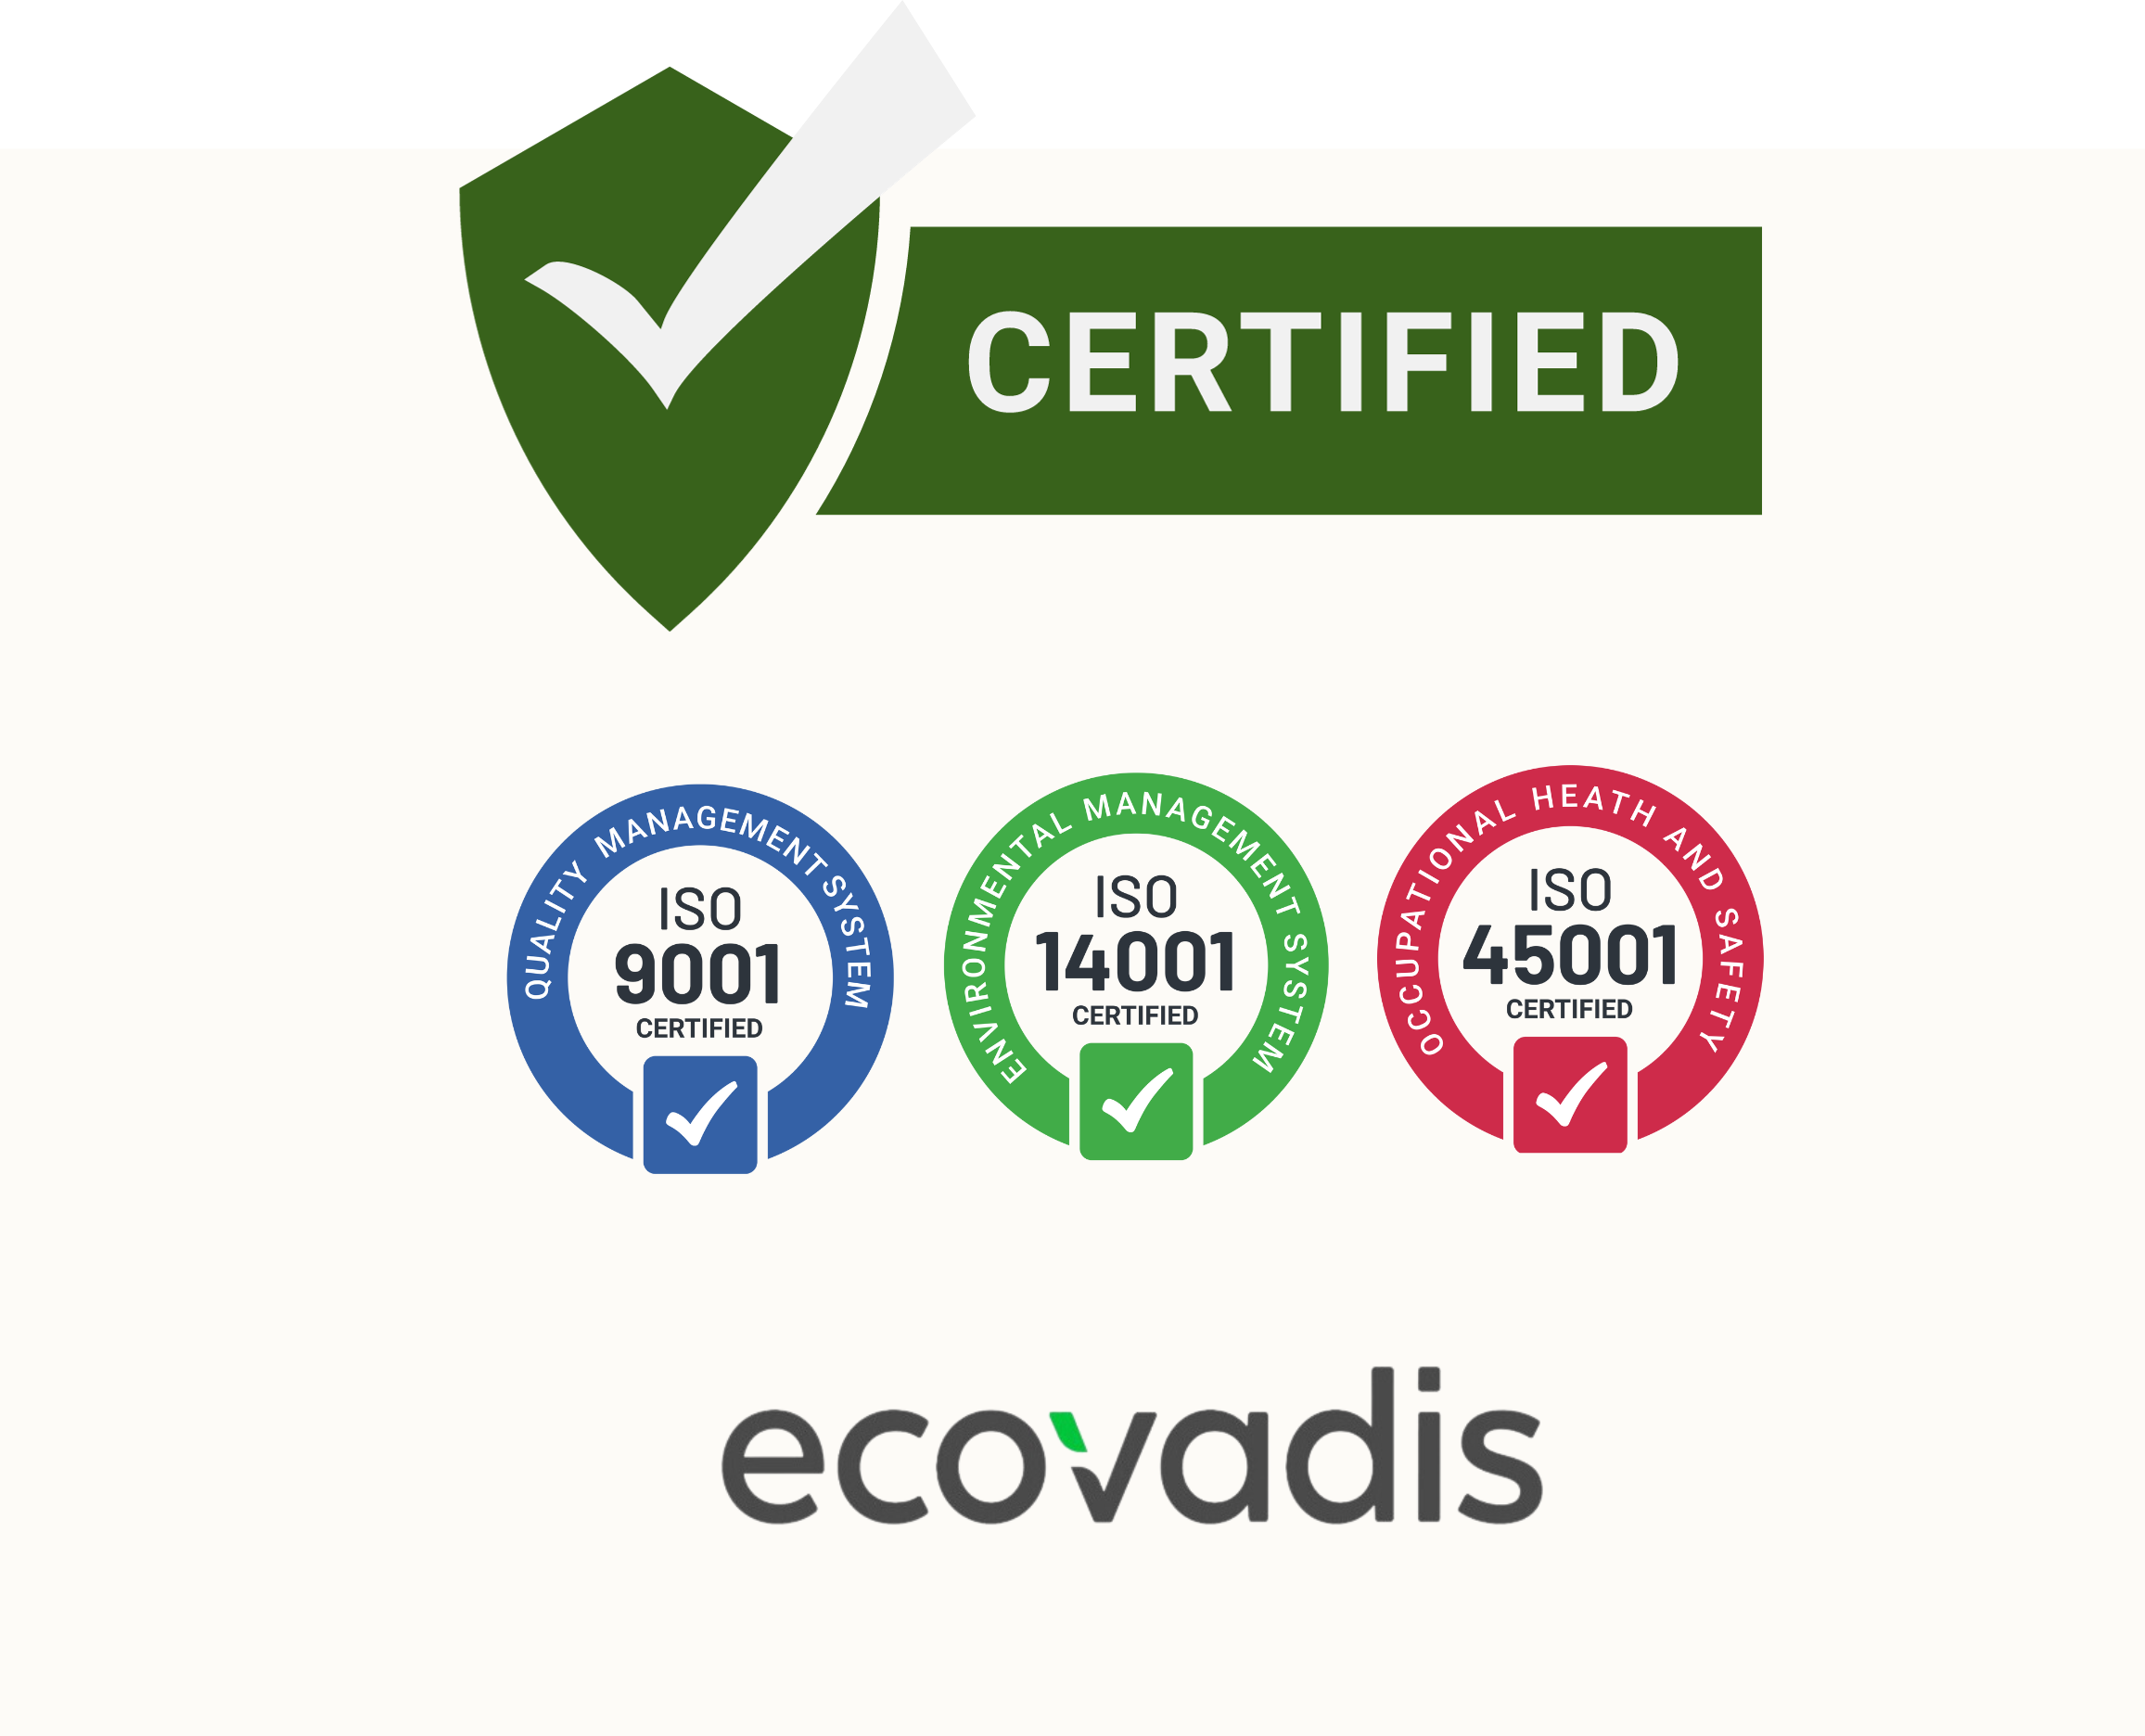 CERTIFIED
QUALITY MANAGEMENT SYSTEM
ISO
9001
CERTIFIED
ENVIRONMENTAL MANAGEMENT SYSTEM
ISO
14001
CERTIFIED
OCCUPATIONAL HEATH AND SAFETY
ISO
45001
CERTIFIED
ecovadis